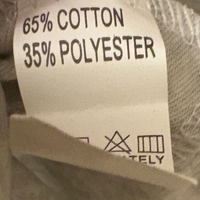 65% COTTON
35% POLYESTER